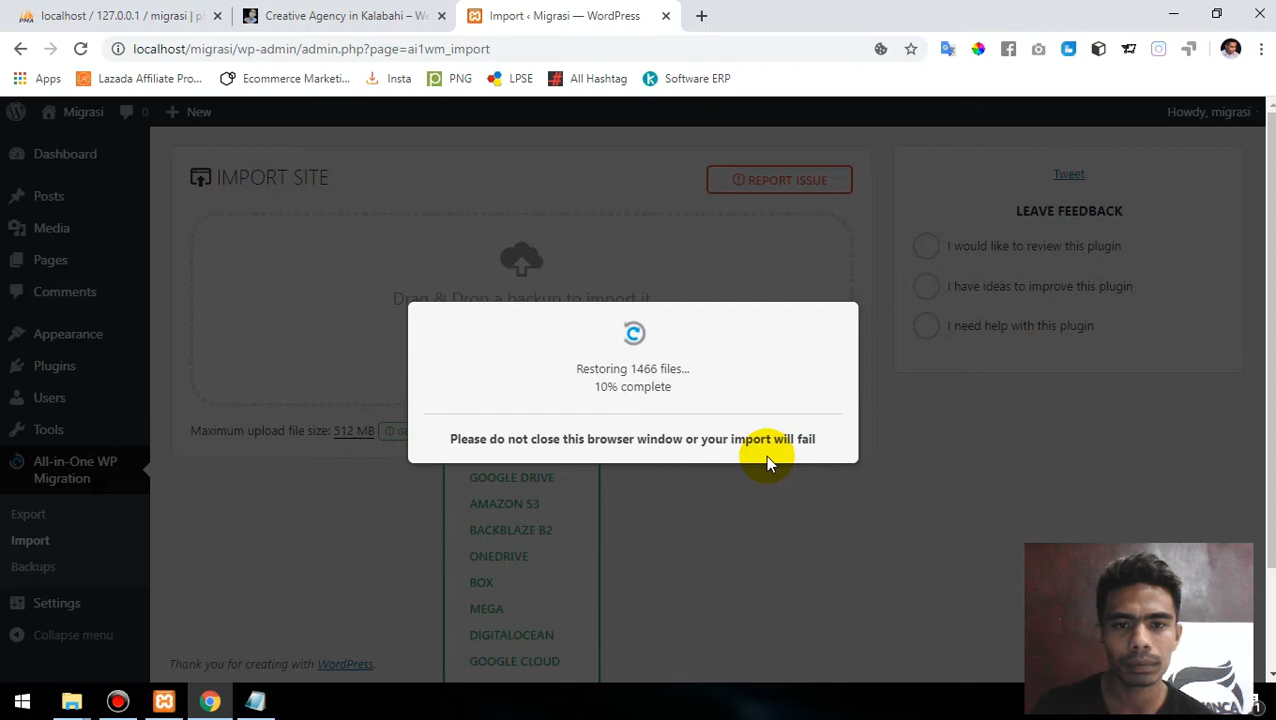 localhost / 127.0.0.1 / migrasi | p
Creative Agency in Kalabahi – W
Import ‹ Migrasi — WordPress
localhost/migrasi/wp-admin/admin.php?page=ai1wm_import
Apps
Lazada Affiliate Pro...
Ecommerce Marketi...
Insta
PNG
LPSE
All Hashtag
Software ERP
Migrasi
0
New
Howdy, migrasi
Dashboard
Posts
Media
Pages
Comments
Appearance
Plugins
Users
Tools
All-in-One WP
Migration
Export
Import
Backups
Settings
Collapse menu
IMPORT SITE
REPORT ISSUE
Drag & Drop a backup to import it
Restoring 1466 files...
10% complete
Please do not close this browser window or your import will fail
Maximum upload file size: 512 MB
GOOGLE DRIVE
AMAZON S3
BACKBLAZE B2
ONEDRIVE
BOX
MEGA
DIGITALOCEAN
GOOGLE CLOUD
Thank you for creating with WordPress.
Tweet
LEAVE FEEDBACK
I would like to review this plugin
I have ideas to improve this plugin
I need help with this plugin